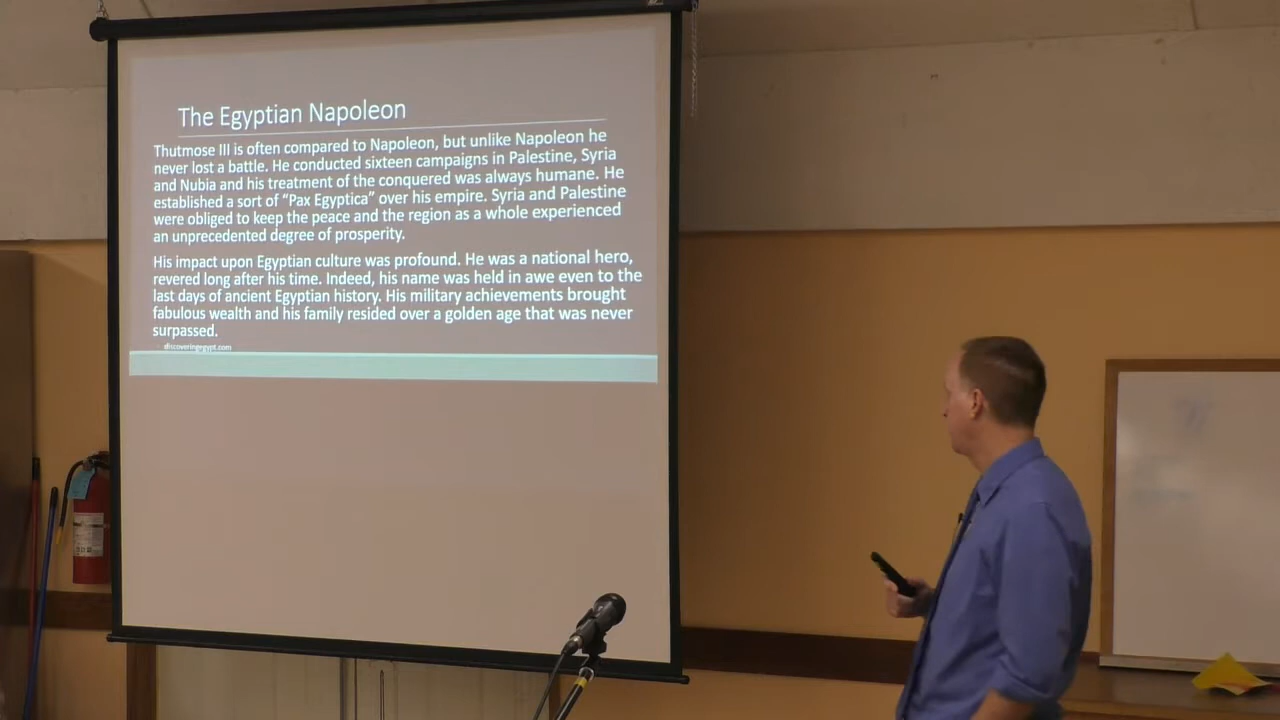 The Egyptian Napoleon
Thutmose III is often compared to Napoleon, but unlike Napoleon he
never lost a battle. He conducted sixteen campaigns in Palestine, Syria
and Nubia and his treatment of the conquered was always humane. He
established a sort of “Pax Egyptica” over his empire. Syria and Palestine
were obliged to keep the peace and the region as a whole experienced
an unprecedented degree of prosperity.
His impact upon Egyptian culture was profound. He was a national hero,
revered long after his time. Indeed, his name was held in awe even to the
last days of ancient Egyptian history. His military achievements brought
fabulous wealth and his family resided over a golden age that was never
surpassed.
discoveringegypt.com